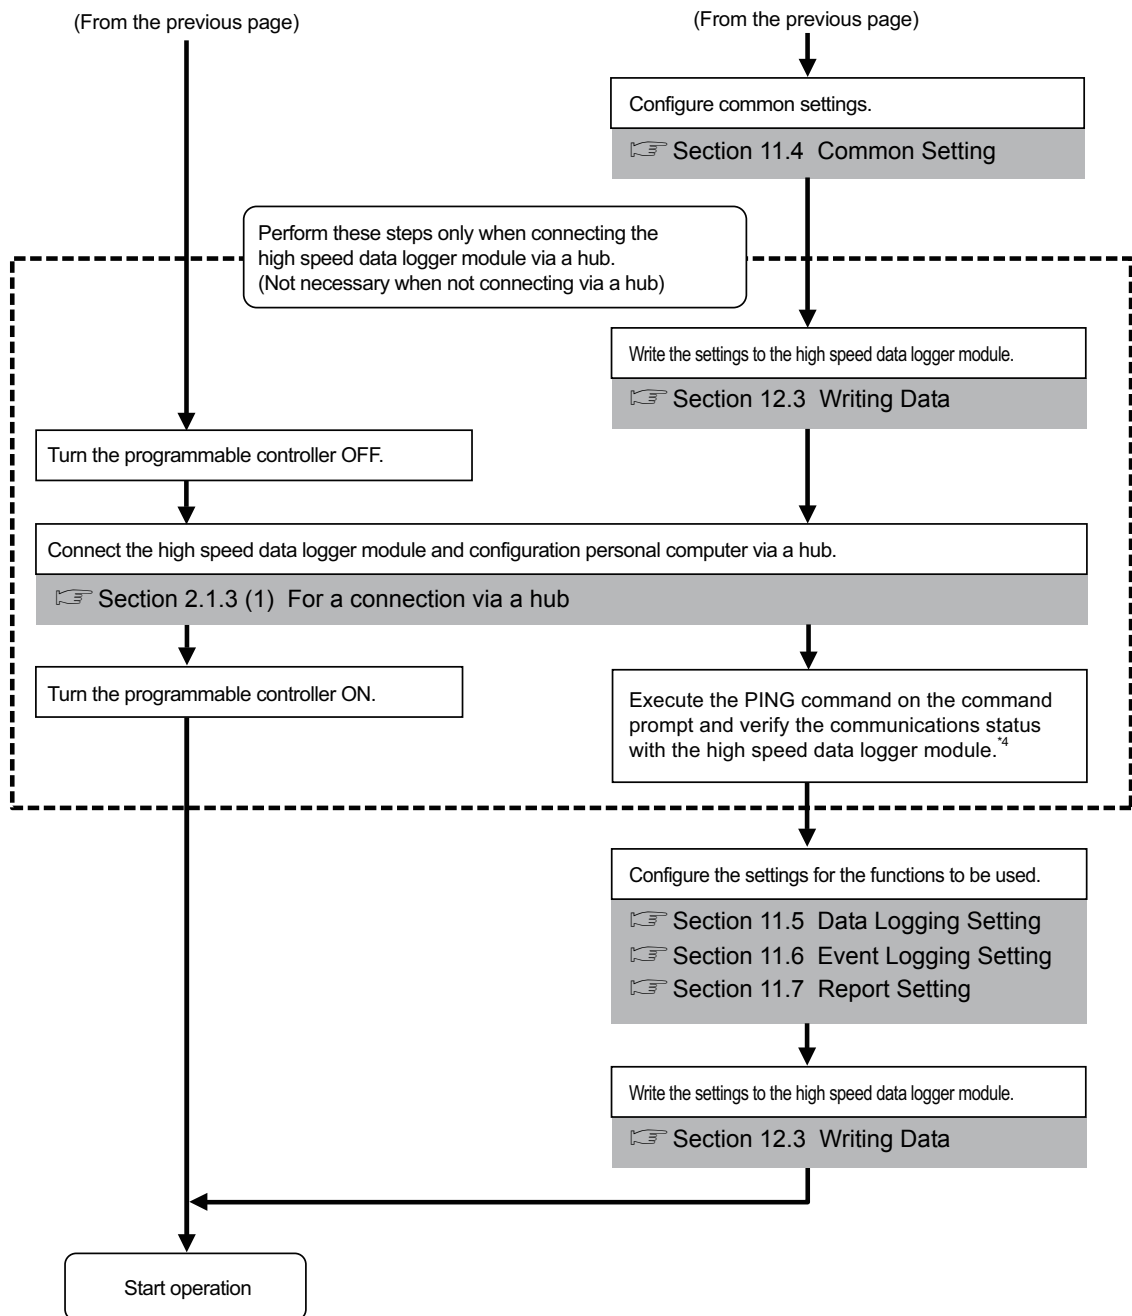 (From the previous page)
(From the previous page)
Configure common settings.
☞ Section 11.4 Common Setting
Perform these steps only when connecting the
high speed data logger module via a hub.
(Not necessary when not connecting via a hub)
Write the settings to the high speed data logger module.
☞ Section 12.3 Writing Data
Turn the programmable controller OFF.
Connect the high speed data logger module and configuration personal computer via a hub.
☞ Section 2.1.3 (1) For a connection via a hub
Turn the programmable controller ON.
Execute the PING command on the command
prompt and verify the communications status
with the high speed data logger module.*4
Configure the settings for the functions to be used.
☞ Section 11.5 Data Logging Setting
☞ Section 11.6 Event Logging Setting
☞ Section 11.7 Report Setting
Write the settings to the high speed data logger module.
☞ Section 12.3 Writing Data
Start operation